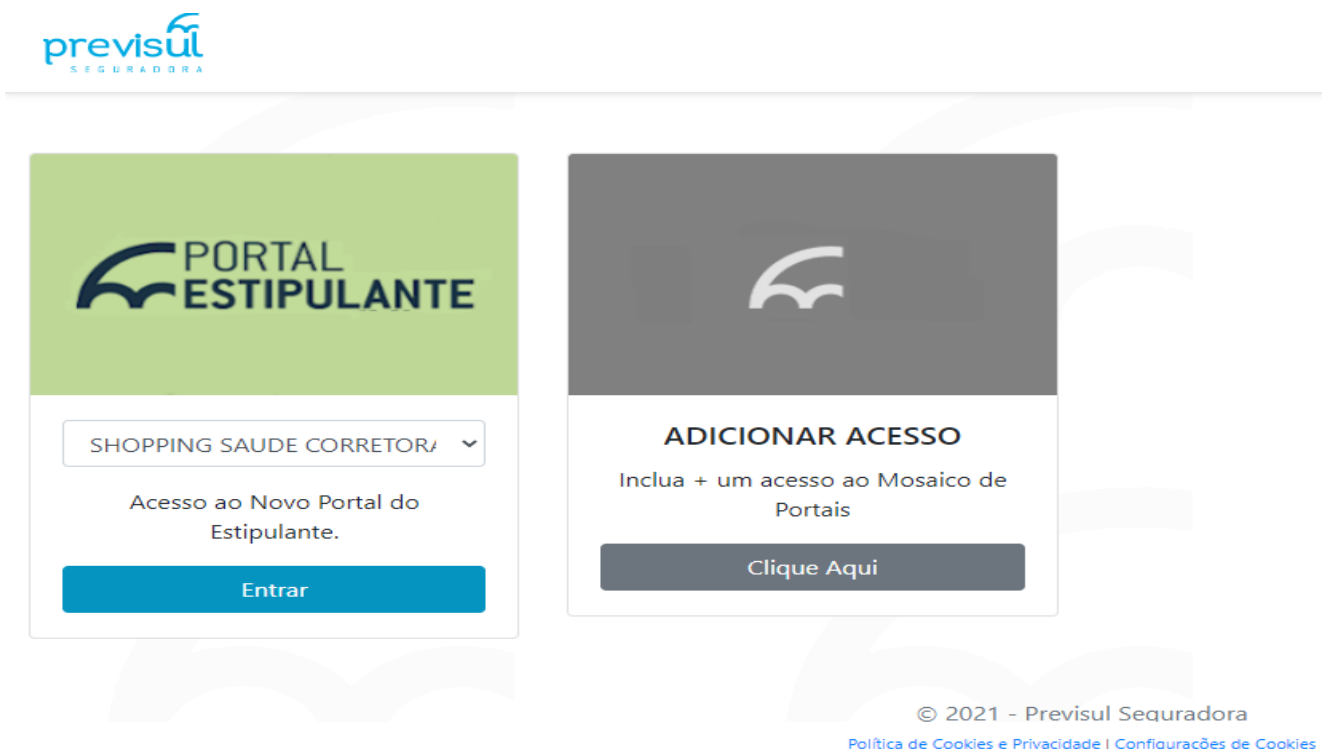 previsul
SEGURADORA
PORTAL
ESTIPULANTE
SHOPPING SAUDE CORRETORA
Acesso ao Novo Portal do
Estipulante.
Entrar
ADICIONAR ACESSO
Inclua + um acesso ao Mosaico de
Portais
Clique Aqui
© 2021 - Previsul Seguradora
Política de Cookies e Privacidade | Configurações de Cookies